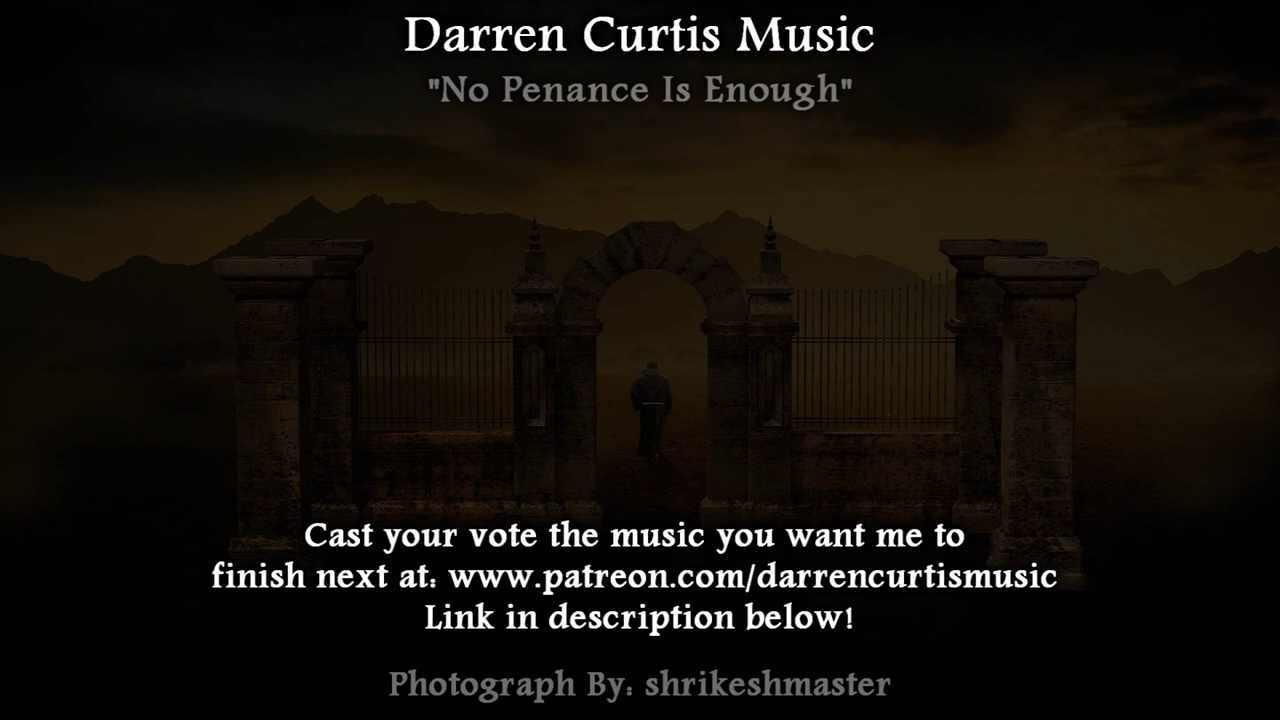 Darren Curtis Music
"No Penance Is Enough"
Cast your vote the music you want me to
finish next at: www.patreon.com/darrencurtismusic
Link in description below!
Photograph By: shrikeshmaster